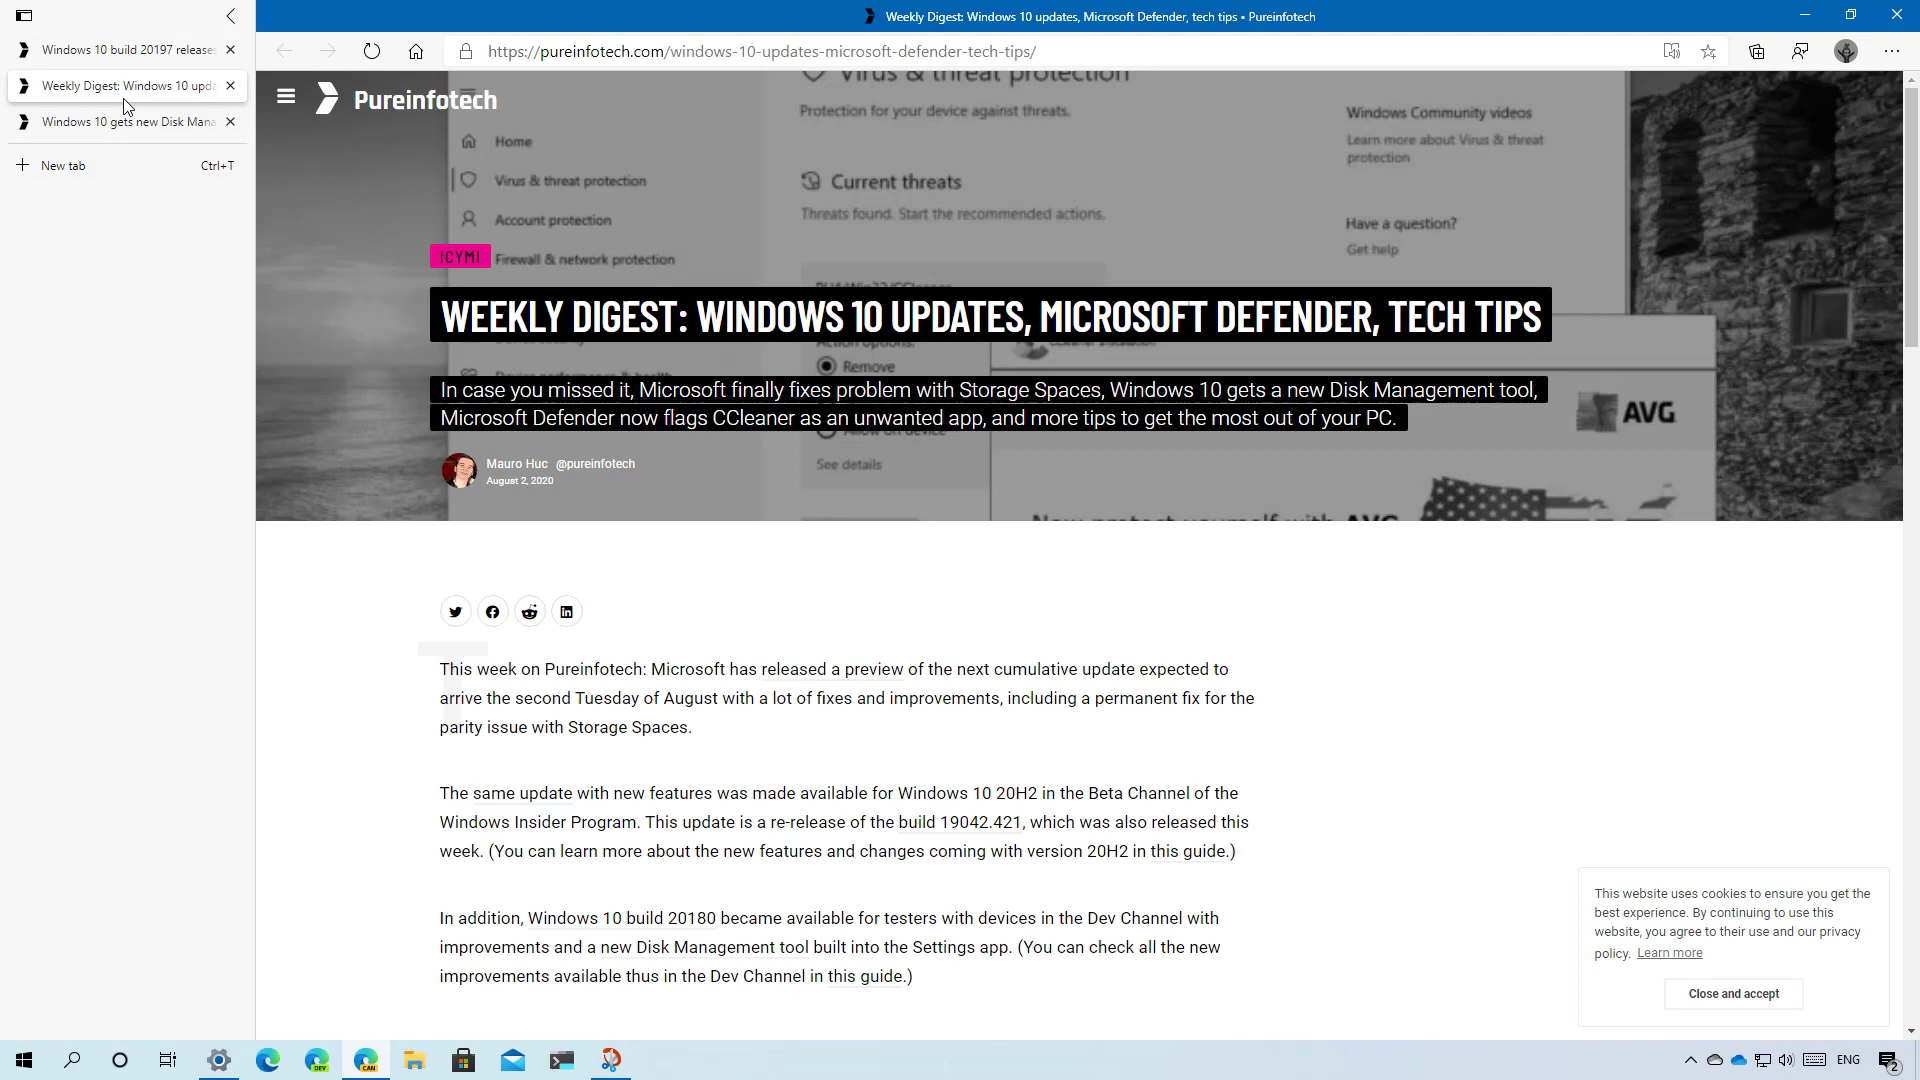 Weekly Digest: Windows 10 updates, Microsoft Defender, tech tips • Pureinfotech
Windows 10 build 20197 release
Weekly Digest: Windows 10 upda
Windows 10 gets new Disk Mana
New tab Ctrl+T
https://pureinfotech.com/windows-10-updates-microsoft-defender-tech-tips/
Pureinfotech
Virus & threat protection
Protection for your device against threats.
Windows Community videos
Learn more about Virus & threat
protection
Home
Virus & threat protection
Current threats
Account protection
Threats found. Start the recommended actions.
Have a question?
Get help
ICYMI
Firewall & network protection
WEEKLY DIGEST: WINDOWS 10 UPDATES, MICROSOFT DEFENDER, TECH TIPS
Action options:
Remove
In case you missed it, Microsoft finally fixes problem with Storage Spaces, Windows 10 gets a new Disk Management tool,
Microsoft Defender now flags CCleaner as an unwanted app, and more tips to get the most out of your PC.
AVG
See details
Mauro Huc @pureinfotech
August 2, 2020
Now protect yourself with AVG
This week on Pureinfotech: Microsoft has released a preview of the next cumulative update expected to
arrive the second Tuesday of August with a lot of fixes and improvements, including a permanent fix for the
parity issue with Storage Spaces.
The same update with new features was made available for Windows 10 20H2 in the Beta Channel of the
Windows Insider Program. This update is a re-release of the build 19042.421, which was also released this
week. (You can learn more about the new features and changes coming with version 20H2 in this guide.)
In addition, Windows 10 build 20180 became available for testers with devices in the Dev Channel with
improvements and a new Disk Management tool built into the Settings app. (You can check all the new
improvements available thus in the Dev Channel in this guide.)
This website uses cookies to ensure you get the
best experience. By continuing to use this
website, you agree to their use and our privacy
policy. Learn more
Close and accept
DEV
CAN
ENG
2